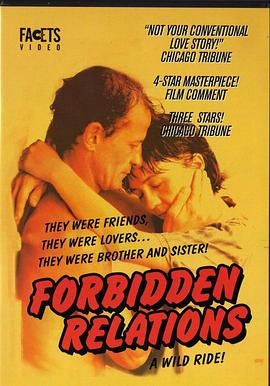 FACETS
VIDEO
"NOT YOUR CONVENTIONAL
LOVE STORY!"
CHICAGO TRIBUNE
4-STAR MASTERPIECE!
FILM COMMENT
THREE STARS!
CHICAGO TRIBUNE
THEY WERE FRIENDS,
THEY WERE LOVERS...
THEY WERE BROTHER AND SISTER!
FORBIDDEN
RELATIONS
A WILD RIDE!